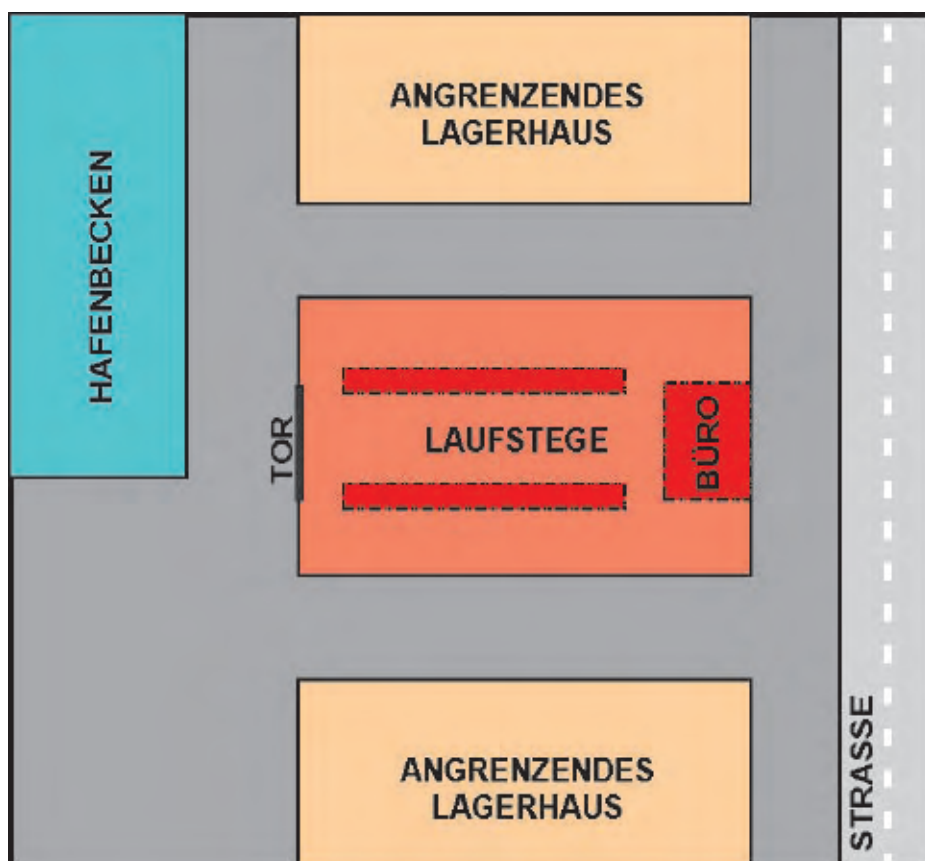 ANGRENZENDES
LAGERHAUS
HAFENBECKEN
TOR
LAUFSTEGE
BÜRO
ANGRENZENDES
LAGERHAUS
STRASSE